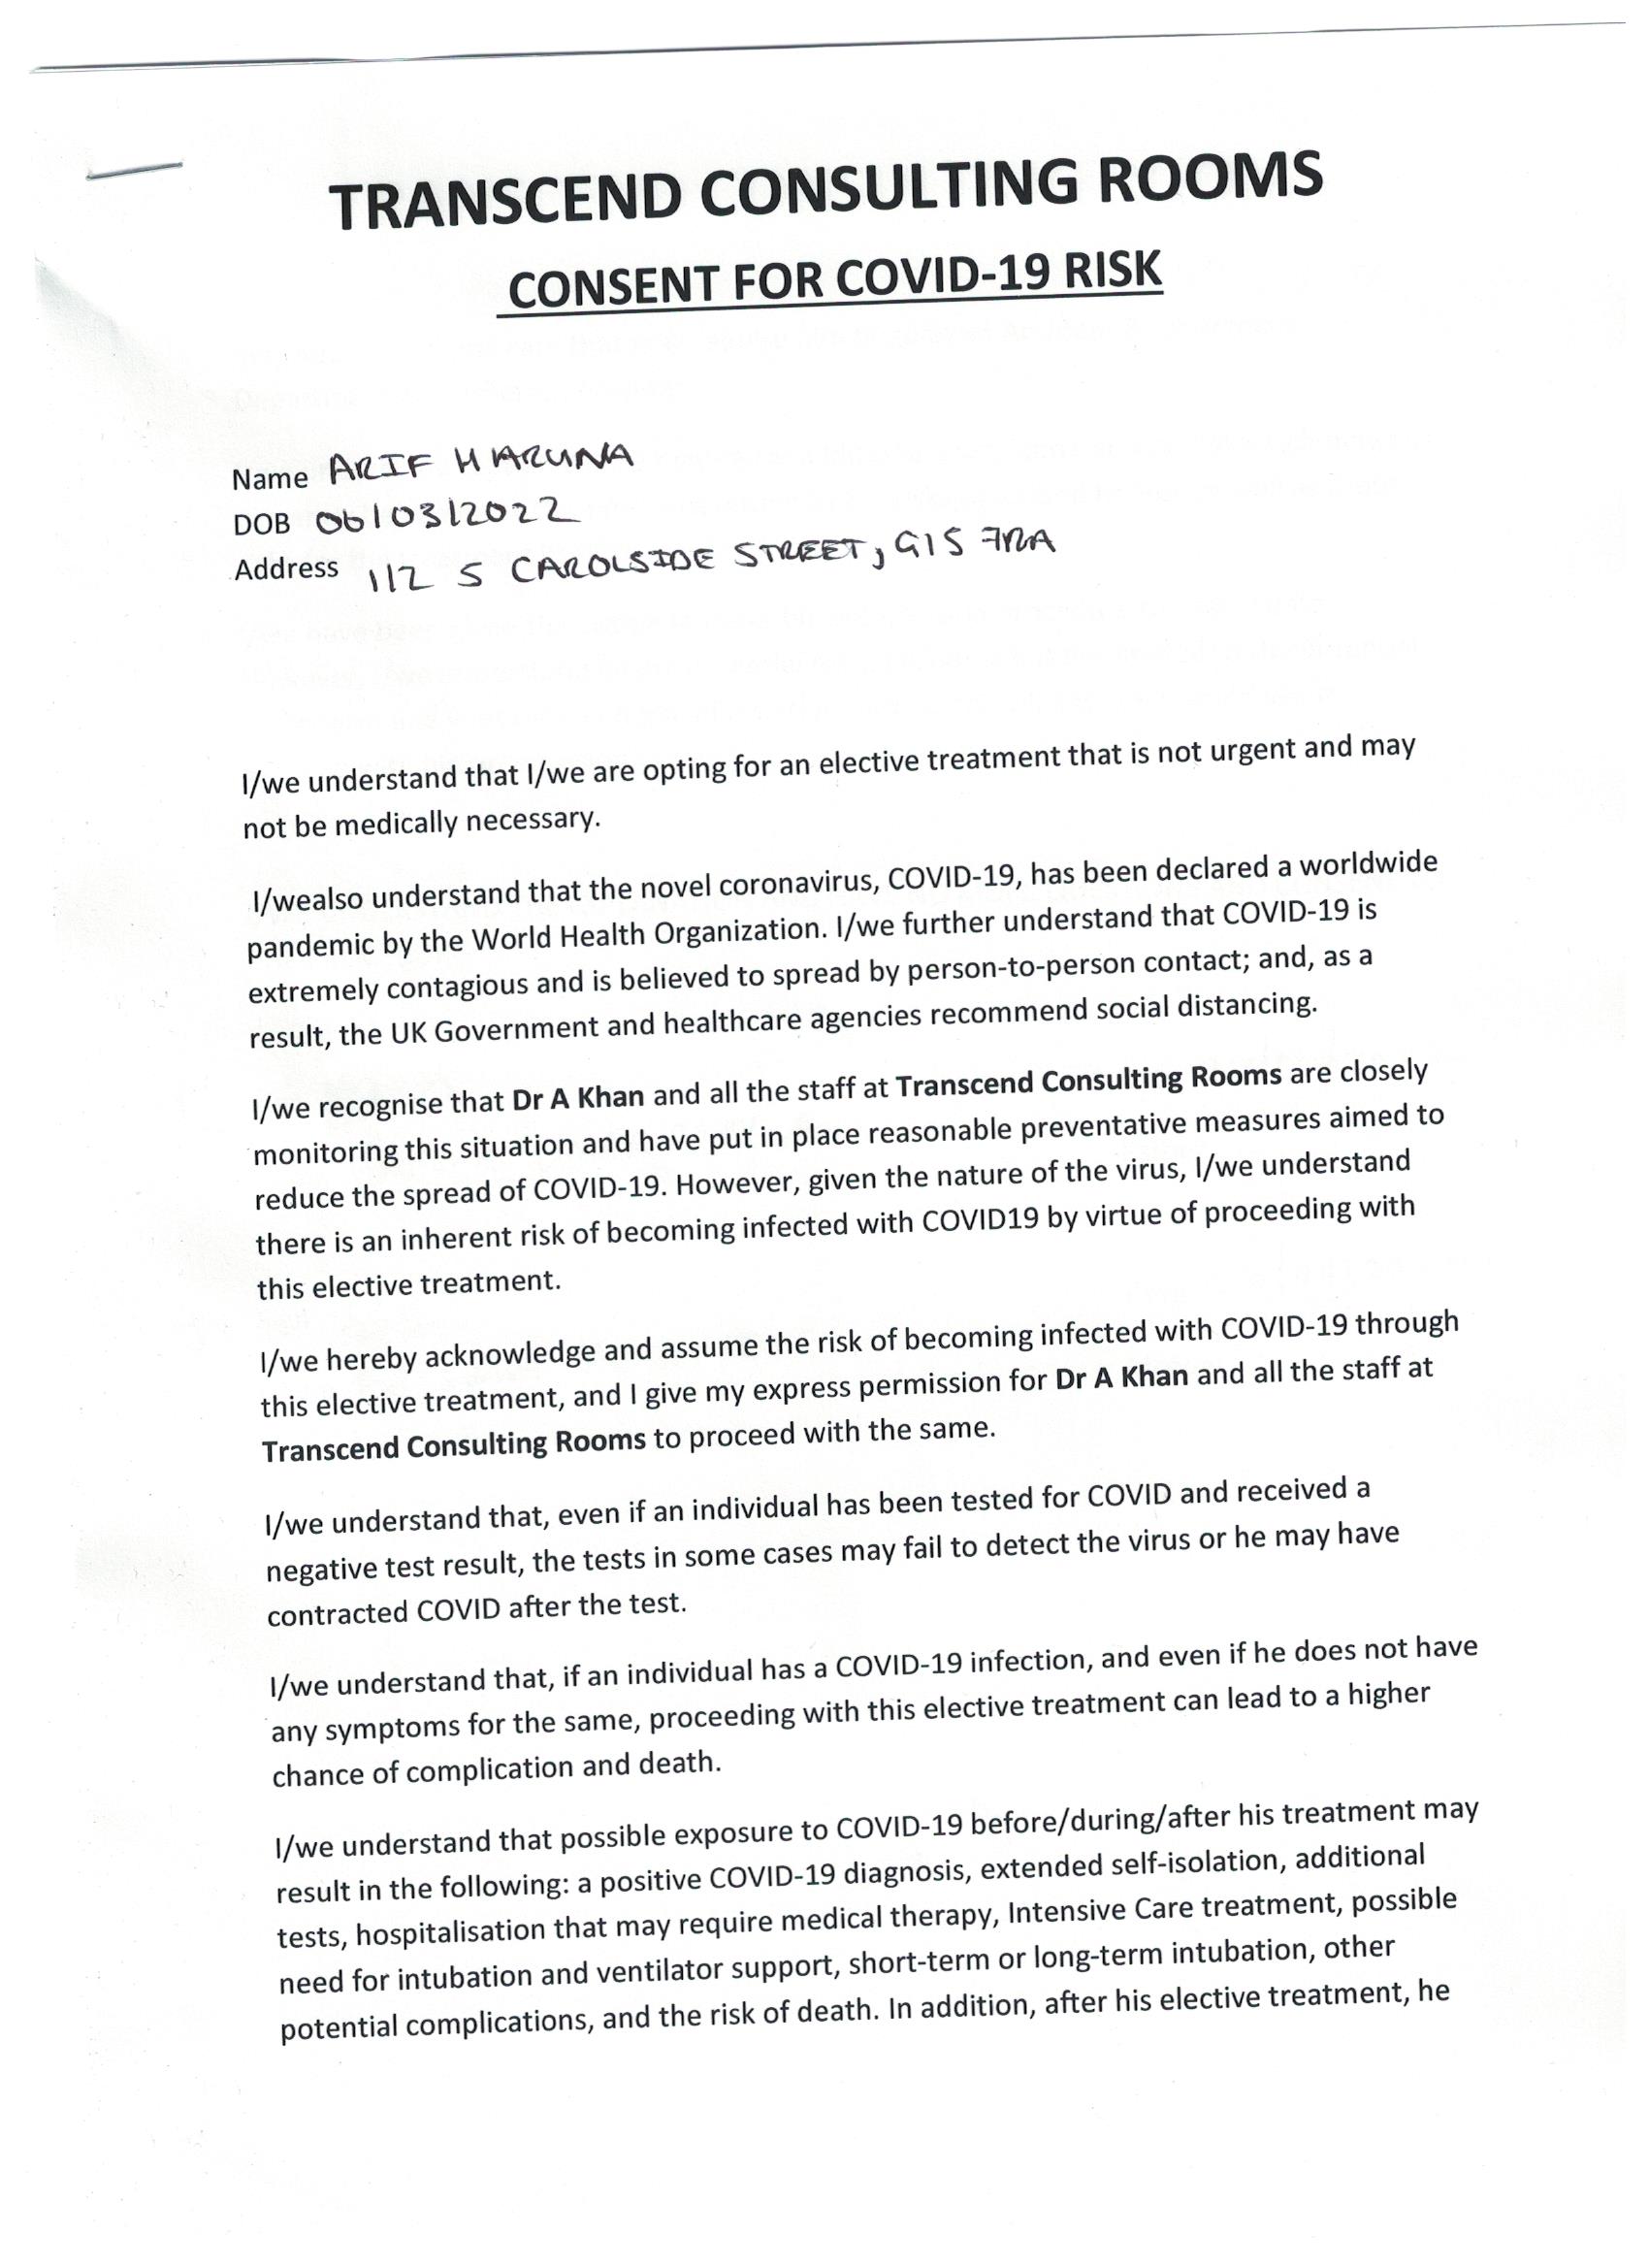 TRANSCEND CONSULTING ROOMS
CONSENT FOR COVID-19 RISK
Name ARIF HARUNA
DOB 06/03/2022
Address 1/2 5 CAROLSIDE STREET, G15 7RA
I/we understand that I/we are opting for an elective treatment that is not urgent and may
not be medically necessary.
I/wealso understand that the novel coronavirus, COVID-19, has been declared a worldwide
pandemic by the World Health Organization. I/we further understand that COVID-19 is
extremely contagious and is believed to spread by person-to-person contact; and, as a
result, the UK Government and healthcare agencies recommend social distancing.
I/we recognise that Dr A Khan and all the staff at Transcend Consulting Rooms are closely
monitoring this situation and have put in place reasonable preventative measures aimed to
reduce the spread of COVID-19. However, given the nature of the virus, I/we understand
there is an inherent risk of becoming infected with COVID19 by virtue of proceeding with
this elective treatment.
I/we hereby acknowledge and assume the risk of becoming infected with COVID-19 through
this elective treatment, and I give my express permission for Dr A Khan and all the staff at
Transcend Consulting Rooms to proceed with the same.
I/we understand that, even if an individual has been tested for COVID and received a
negative test result, the tests in some cases may fail to detect the virus or he may have
contracted COVID after the test.
I/we understand that, if an individual has a COVID-19 infection, and even if he does not have
any symptoms for the same, proceeding with this elective treatment can lead to a higher
chance of complication and death.
I/we understand that possible exposure to COVID-19 before/during/after his treatment may
result in the following: a positive COVID-19 diagnosis, extended self-isolation, additional
tests, hospitalisation that may require medical therapy, Intensive Care treatment, possible
need for intubation and ventilator support, short-term or long-term intubation, other
potential complications, and the risk of death. In addition, after his elective treatment, he